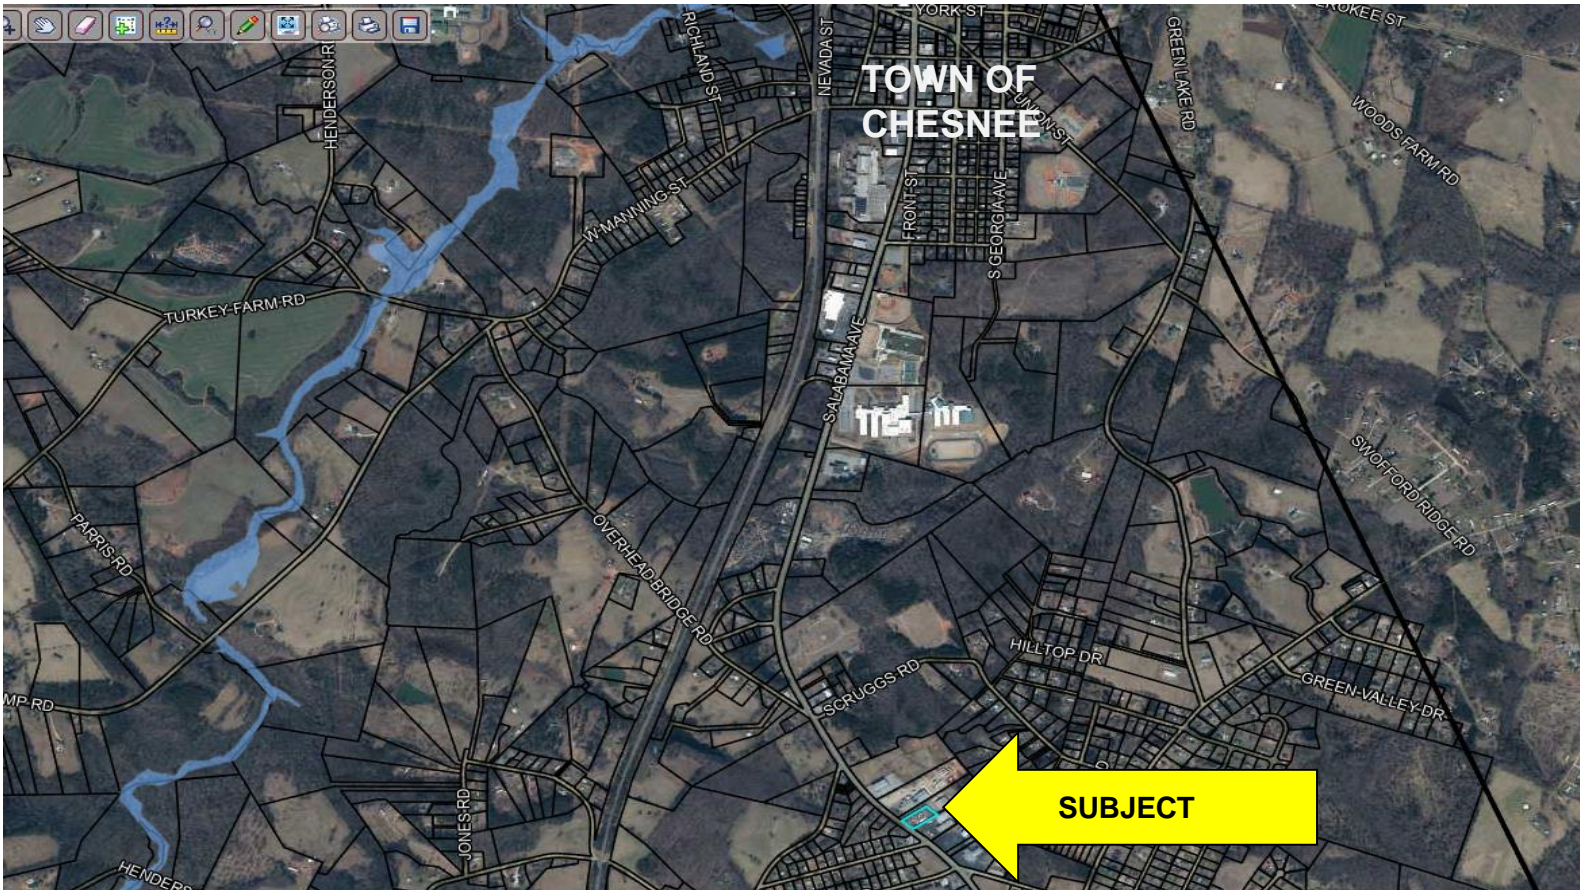 YORK ST
CHEROKEE ST
RICHLAND ST
NEVADA ST
GREEN LAKE RD
HENDERSON R
TOWN OF
CHESNEE
UNION ST
WOODS FARM RD
W MANNING ST
FRONT ST
S GEORGIA AVE
TURKEY FARM RD
S ALABAMA AVE
SWOFFORD RIDGE RD
PARRIS RD
OVERHEAD BRIDGE RD
HILLTOP DR
SCRUGGS RD
GREEN VALLEY DR
MP RD
SUBJECT
JONES RD
HENDERS